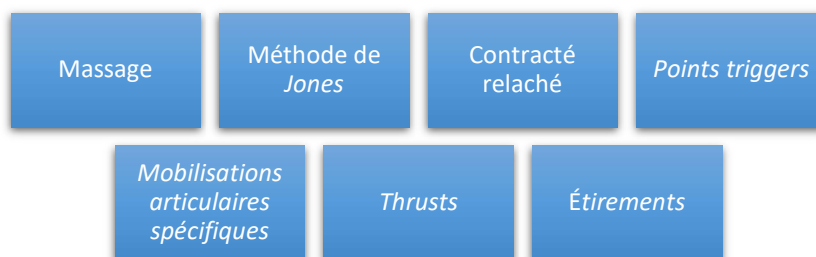 Massage
Méthode de
Jones
Contracté
relaché
Points triggers
Mobilisations
articulaires
spécifiques
Thrusts
Étirements